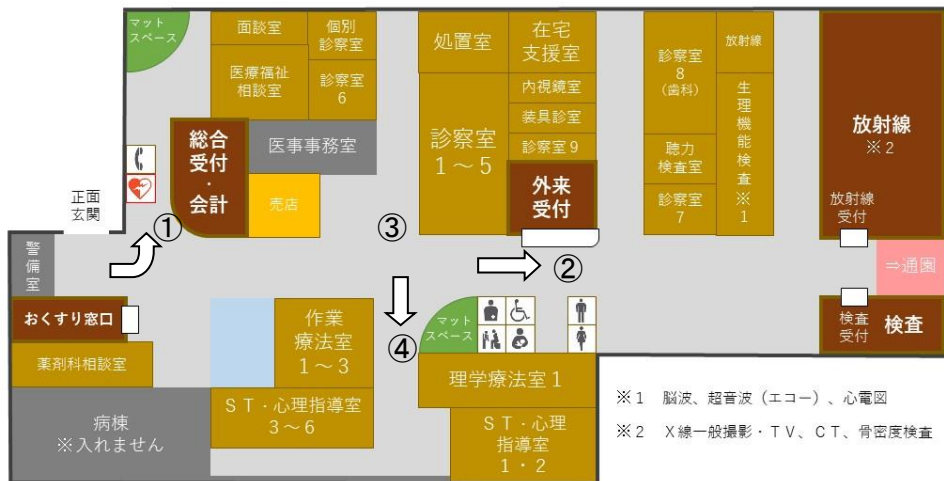 マット
スペース
面談室
個別
診察室
医療福祉
相談室
診察室
6
総合
受付
・
会計
医事事務室
売店
正面
玄関
①
警
備
室
おくすり窓口
薬剤科相談室
病棟
※入れません
処置室
在宅
支援室
内視鏡室
装具診室
診察室9
診察室
1～5
外来
受付
③
②
④
作業
療法室
1～3
ST・心理指導室
3～6
マット
スペース
理学療法室1
ST・心理
指導室
1・2
診察室
8
(歯科)
放射線
聴力
検査室
診察室
7
生理機能検査※1
放射線
※2
放射線
受付
⇒通園
検査
受付
検査
※1 脳波、超音波（エコー）、心電図
※2 X線一般撮影・TV、CT、骨密度検査